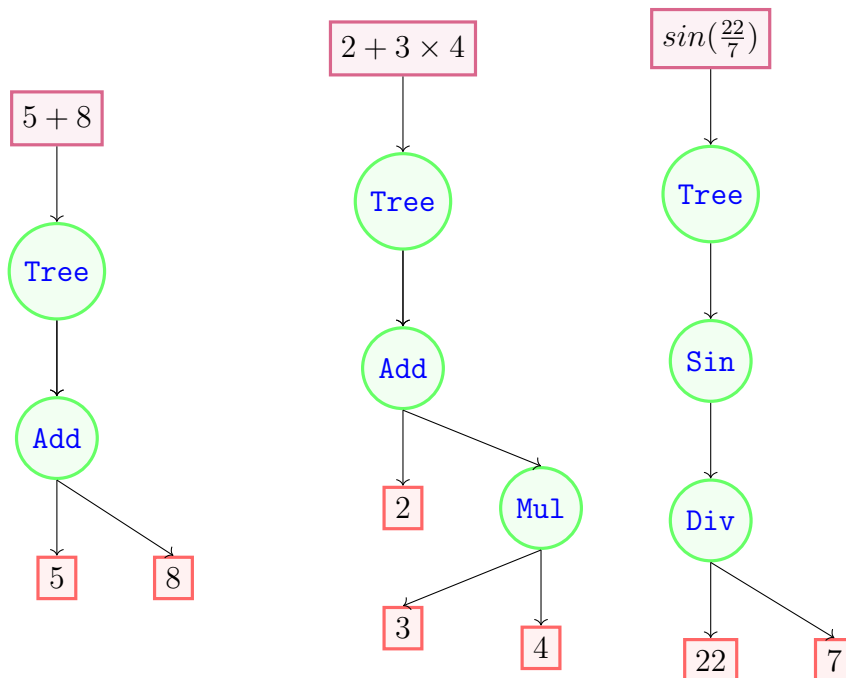 5 + 8
Tree
Add
5 8
2 + 3 × 4
Tree
Add
2
Mul
3
4
sin(22/7)
Tree
Sin
Div
22 7